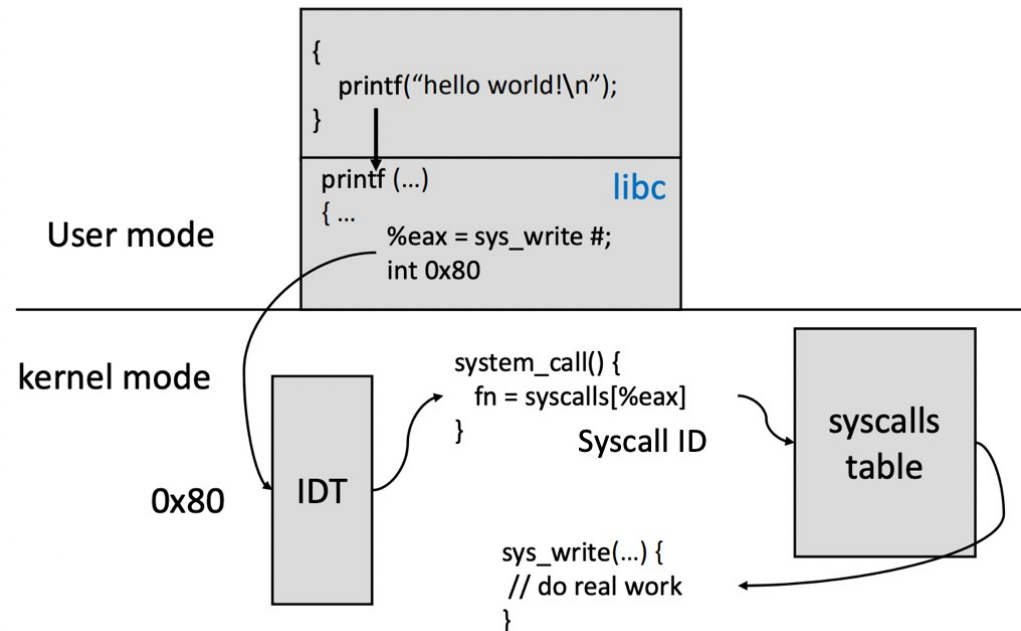 {
printf(“hello world!\n”);
}
printf (...)
libc
{ ...
User mode
%eax = sys_write #;
int 0x80
kernel mode
system_call() {
fn = syscalls[%eax]
}
Syscall ID
syscalls
table
0x80
IDT
sys_write(...) {
// do real work
}